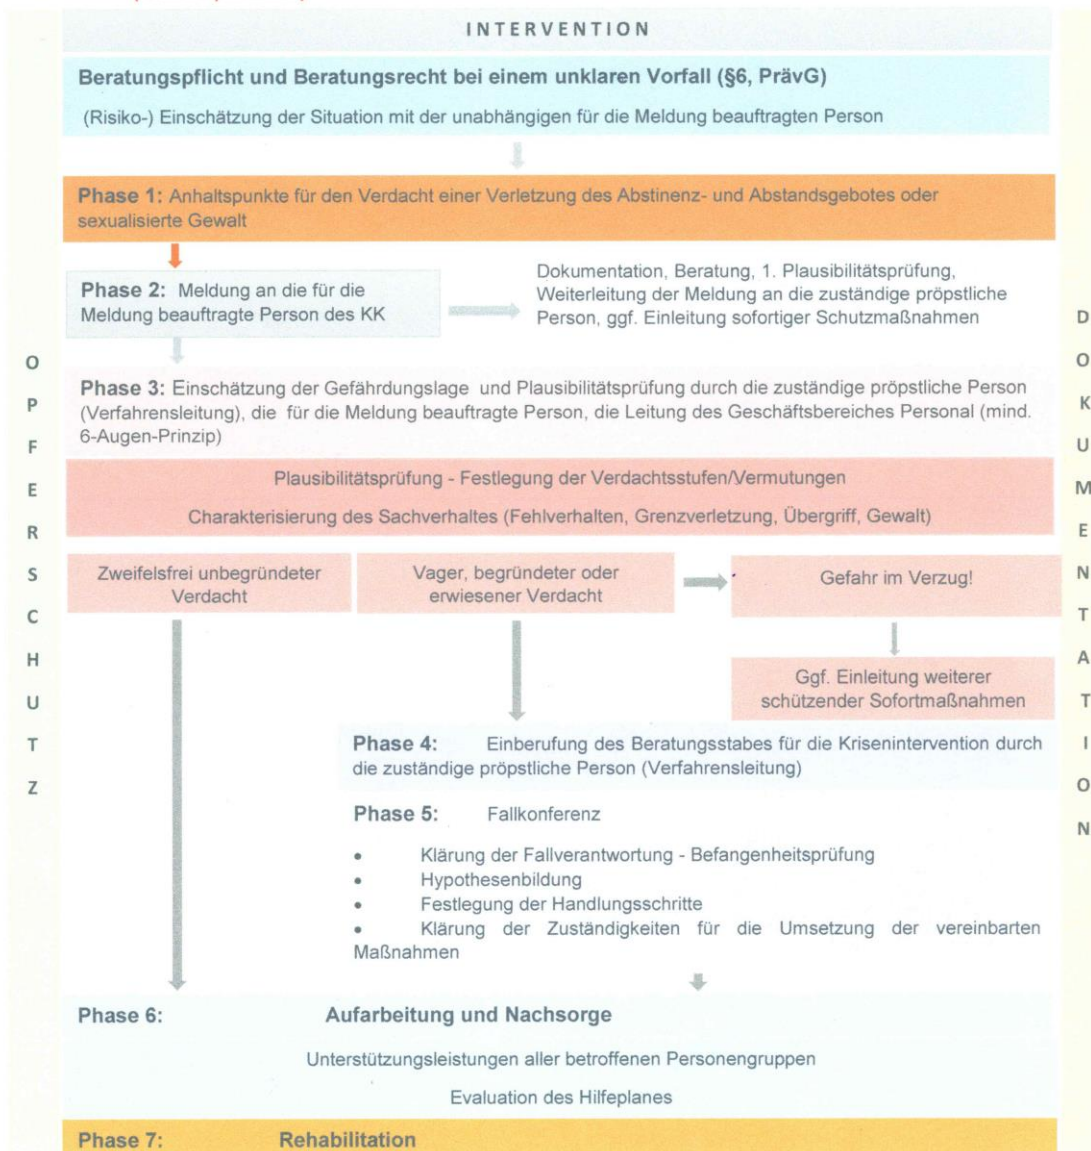 INTERVENTION
Beratungspflicht und Beratungsrecht bei einem unklaren Vorfall (§6, PrävG)
(Risiko-) Einschätzung der Situation mit der unabhängigen für die Meldung beauftragten Person
Phase 1: Anhaltspunkte für den Verdacht einer Verletzung des Abstinenz- und Abstandsgebotes oder
sexualisierte Gewalt
Phase 2: Meldung an die für die
Meldung beauftragte Person des KK
Dokumentation, Beratung, 1. Plausibilitätsprüfung,
Weiterleitung der Meldung an die zuständige pröpstliche
Person, ggf. Einleitung sofortiger Schutzmaßnahmen
Phase 3: Einschätzung der Gefährdungslage und Plausibilitätsprüfung durch die zuständige pröpstliche Person
(Verfahrensleitung), die für die Meldung beauftragte Person, die Leitung des Geschäftsbereiches Personal (mind.
6-Augen-Prinzip)
Plausibilitätsprüfung - Festlegung der Verdachtsstufen/Vermutungen
Charakterisierung des Sachverhaltes (Fehlverhalten, Grenzverletzung, Übergriff, Gewalt)
Zweifelsfrei unbegründeter
Verdacht
Vager, begründeter oder
erwiesener Verdacht
Gefahr im Verzug!
Ggf. Einleitung weiterer
schützender Sofortmaßnahmen
Phase 4: Einberufung des Beratungsstabes für die Krisenintervention durch
die zuständige pröpstliche Person (Verfahrensleitung)
Phase 5: Fallkonferenz
• Klärung der Fallverantwortung - Befangenheitsprüfung
• Hypothesenbildung
• Festlegung der Handlungsschritte
• Klärung der Zuständigkeiten für die Umsetzung der vereinbarten
Maßnahmen
Phase 6: Aufarbeitung und Nachsorge
Unterstützungsleistungen aller betroffenen Personengruppen
Evaluation des Hilfeplanes
Phase 7: Rehabilitation
OPFERSCHUTZ
DOKUMENTATION